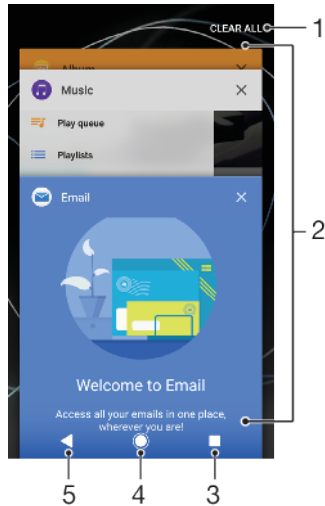 CLEAR ALL
1
Album
Music
Play queue
Playlists
2
Email
Welcome to Email
Access all your emails in one place,
wherever you are!
5
4
3